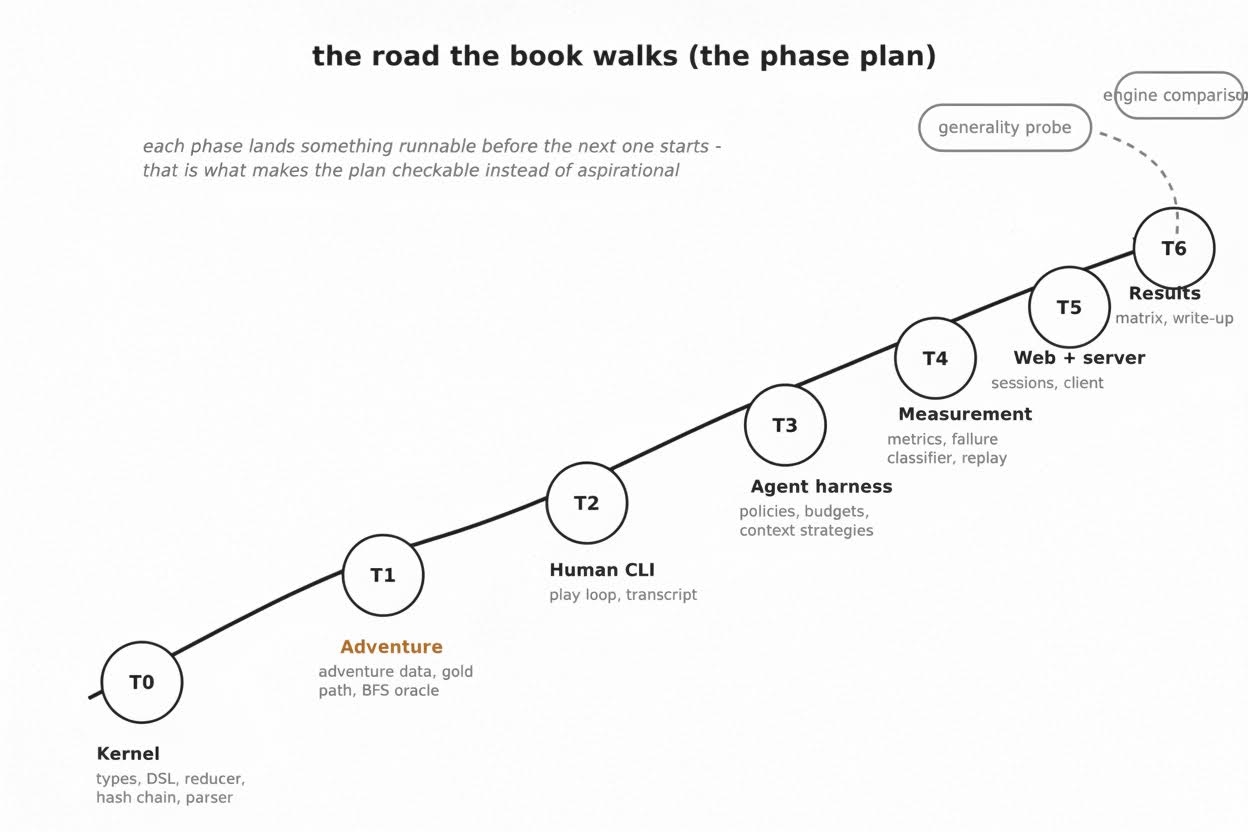 the road the book walks (the phase plan)
engine comparison
generality probe
each phase lands something runnable before the next one starts -
that is what makes the plan checkable instead of aspirational
T6
Results
matrix, write-up
T5
Web + server
sessions, client
T4
Measurement
metrics, fallure
classifier, replay
T3
Agent harness
policies, budgets,
context strategies
T2
Human CLI
play loop, transcript
T1
Adventure
adventure data, gold
path, BFS oracle
T0
Kernel
types, DSL, reducer,
hash chain, parser